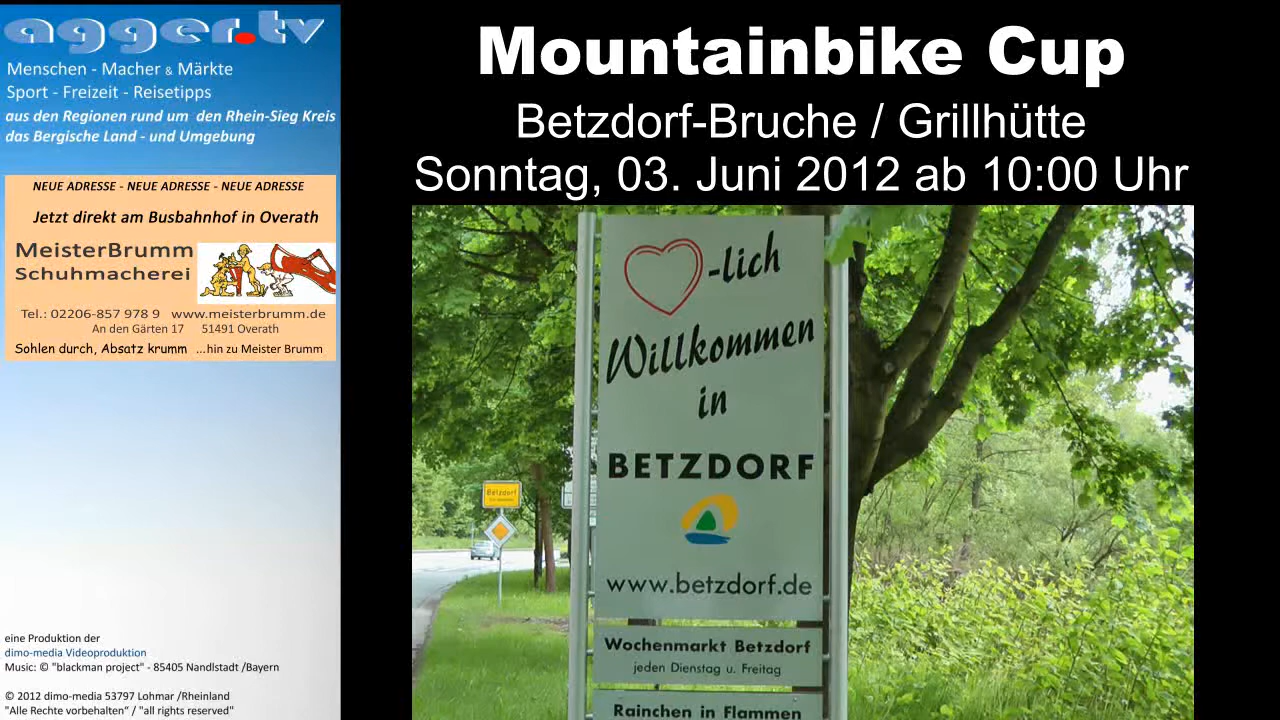 agger.tv
Menschen - Macher & Märkte
Sport - Freizeit - Reisetipps
aus den Regionen rund um den Rhein-Sieg Kreis
das Bergische Land - und Umgebung
NEUE ADRESSE - NEUE ADRESSE - NEUE ADRESSE
Jetzt direkt am Busbahnhof in Overath
MeisterBrumm
Schuhmacherei
Tel.: 02206-857 978 9 www.meisterbrumm.de
An den Gärten 17 51491 Overath
Sohlen durch, Absatz krumm ...hin zu Meister Brumm
eine Produktion der
dimo-media Videoproduktion
Music: © "blackman project" - 85405 Nandlstadt /Bayern
© 2012 dimo-media 53797 Lohmar /Rheinland
"Alle Rechte vorbehalten" / "all rights reserved"
Mountainbike Cup
Betzdorf-Bruche / Grillhütte
Sonntag, 03. Juni 2012 ab 10:00 Uhr
-lich
Willkommen
in
BETZDORF
www.betzdorf.de
Wochenmarkt Betzdorf
jeden Dienstag u. Freitag
Rainchen in Flammen
Betzdorf